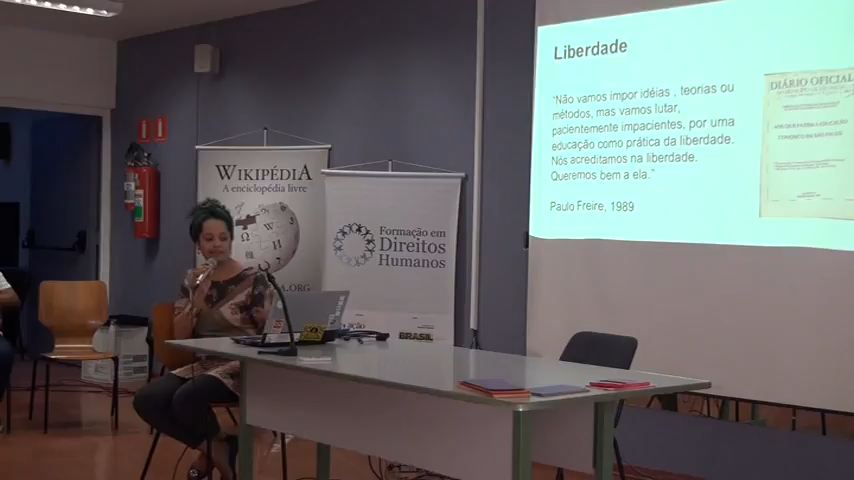 Liberdade
"Não vamos impor idéias , teorias ou
métodos, mas vamos lutar,
pacientemente impacientes, por uma
educação como prática da liberdade.
Nós acreditamos na liberdade.
Queremos bem a ela."
Paulo Freire, 1989
DIÁRIO OFICIAL
WIKIPÉDIA
A enciclopédia livre
Formação em
Direitos
Humanos
BRASIL